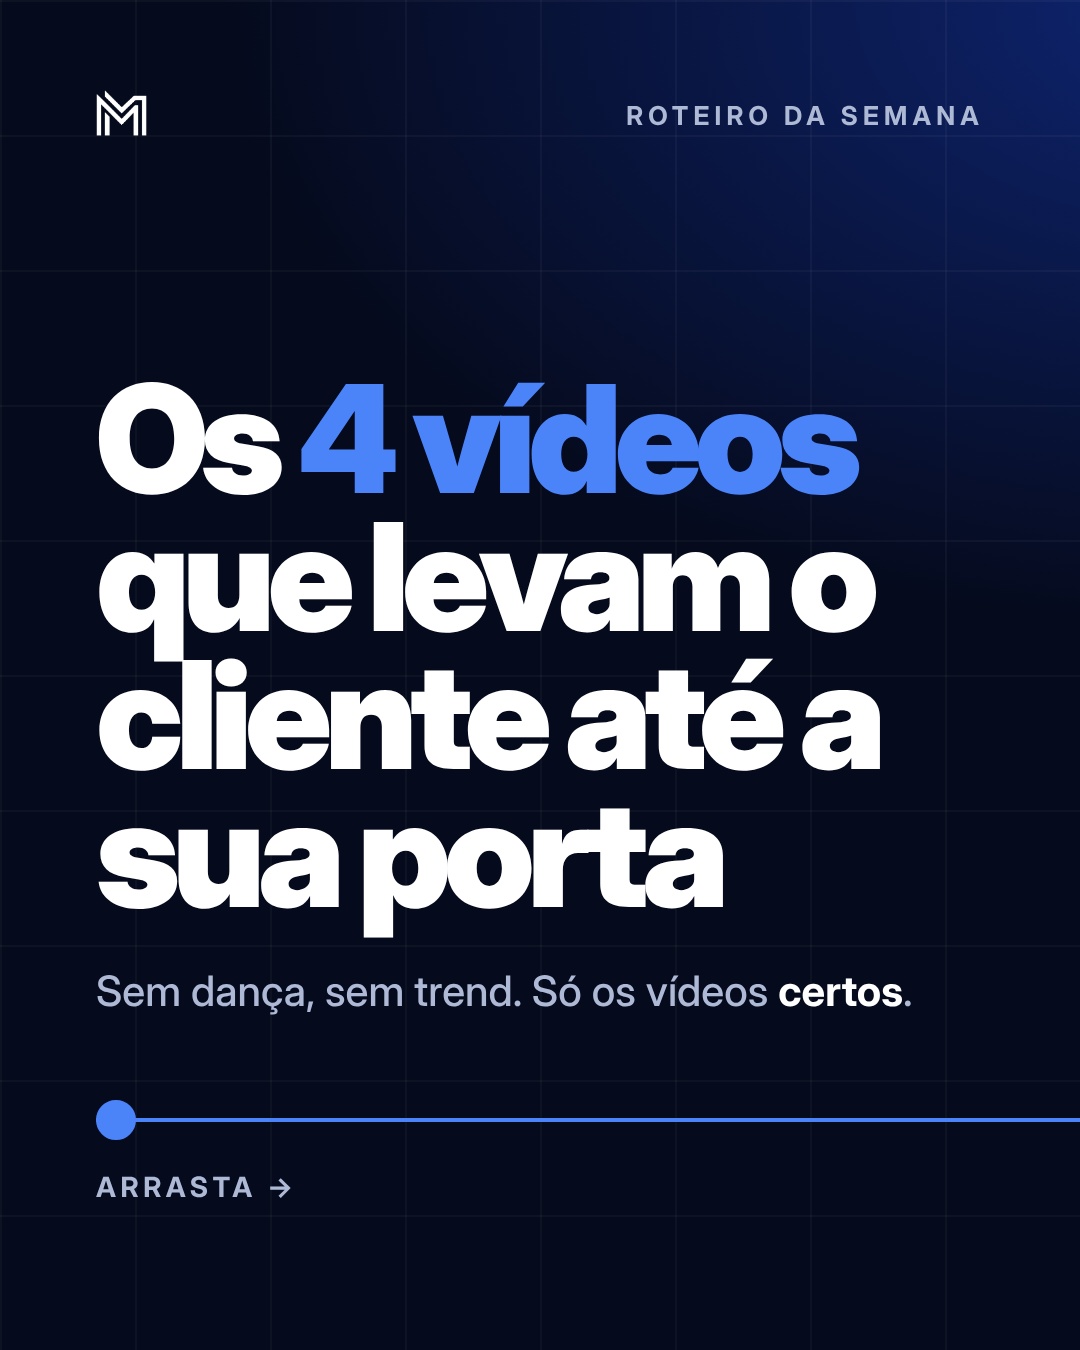 M
ROTEIRO DA SEMANA
Os 4 vídeos
que levam o
cliente até a
sua porta
Sem dança, sem trend. Só os vídeos certos.
ARRASTA →